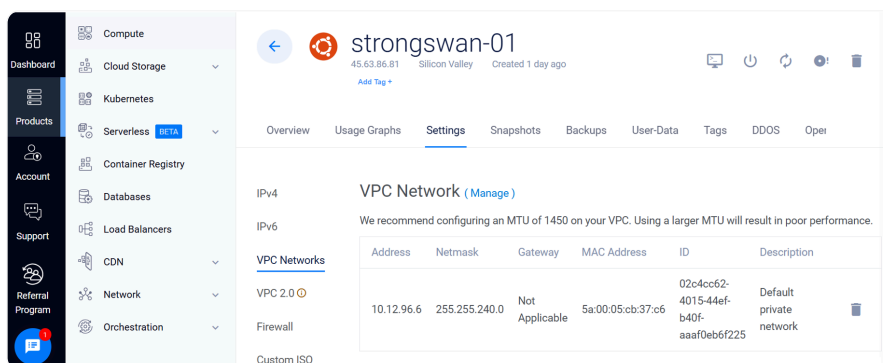 Dashboard
Products
Account
Support
Referral
Program
1
Compute
Cloud Storage
Kubernetes
Serverless BETA
Container Registry
Databases
Load Balancers
CDN
Network
Orchestration
strongswan-01
45.63.86.81 Silicon Valley Created 1 day ago
Add Tag +
Overview Usage Graphs Settings Snapshots Backups User-Data Tags DDOS
IPv4
IPv6
VPC Networks
VPC 2.0
Firewall
Custom ISO
VPC Network ( Manage )
We recommend configuring an MTU of 1450 on your VPC. Using a larger MTU will result in poor performance.
Address Netmask Gateway MAC Address ID Description
10.12.96.6 255.255.240.0 Not Applicable 5a:00:05:cb:37:c6 02c4cc62-4015-44ef-b40f-aaaf0eb6f225 Default private network